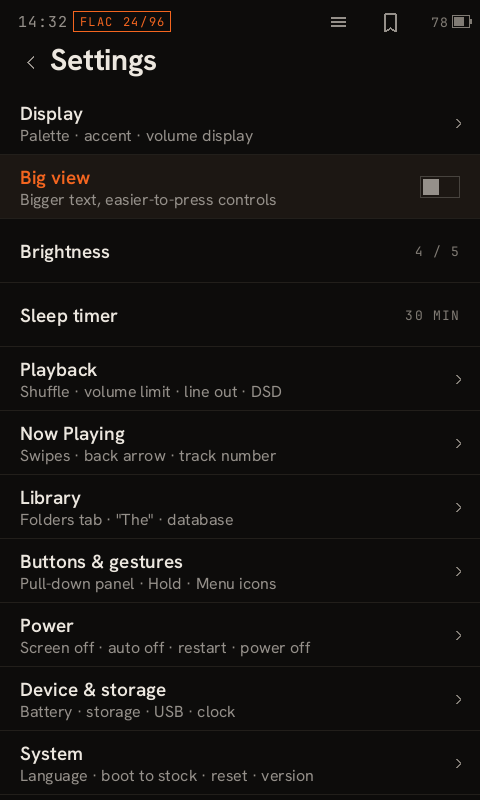 14:32 FLAC 24/96 78
Settings
Display
Palette · accent · volume display
Big view
Bigger text, easier-to-press controls
Brightness 4 / 5
Sleep timer 30 MIN
Playback
Shuffle · volume limit · line out · DSD
Now Playing
Swipes · back arrow · track number
Library
Folders tab · "The" · database
Buttons & gestures
Pull-down panel · Hold · Menu icons
Power
Screen off · auto off · restart · power off
Device & storage
Battery · storage · USB · clock
System
Language · boot to stock · reset · version